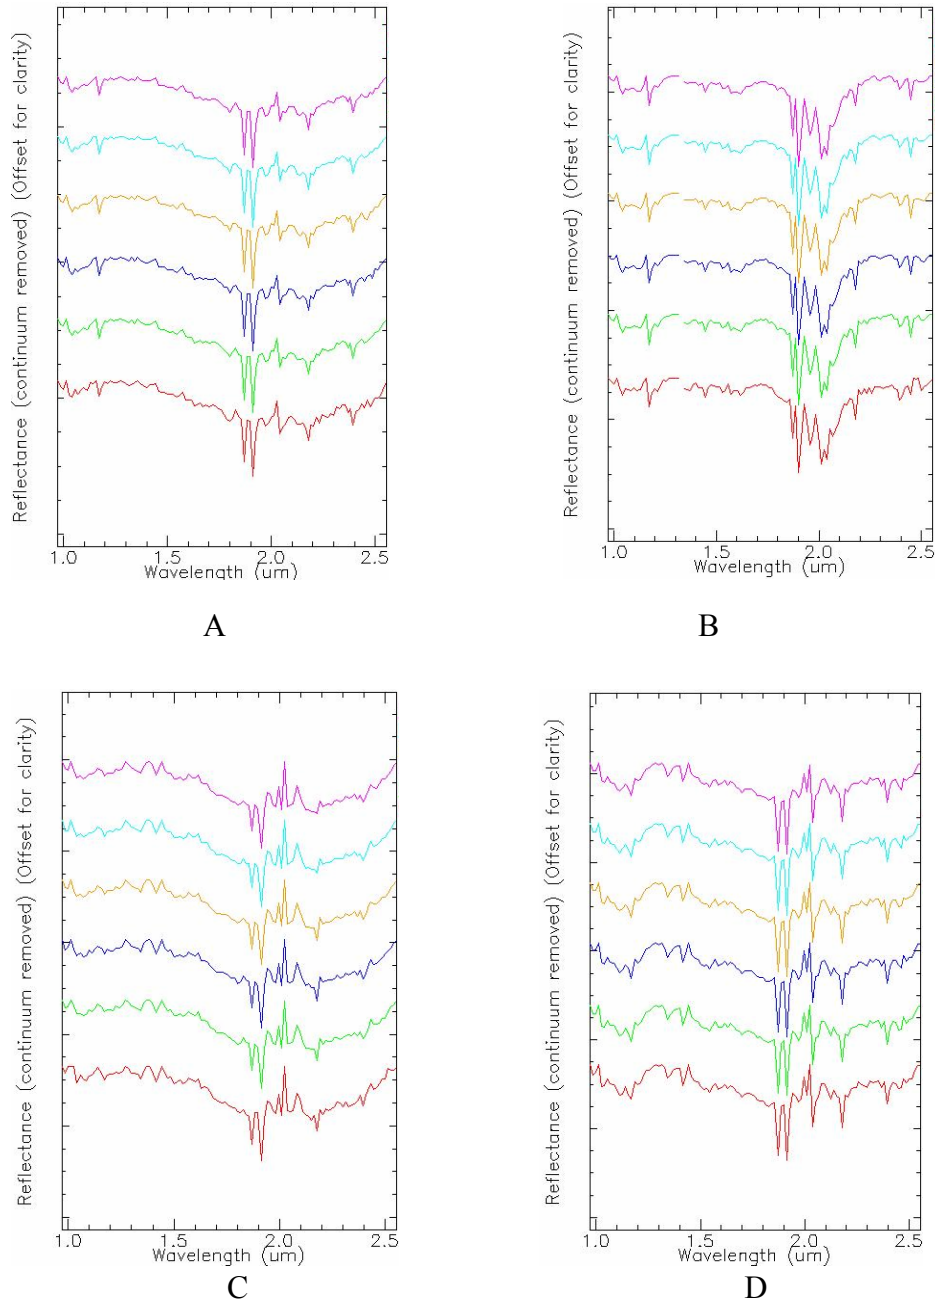 Reflectance (continuum removed) (Offset for clarity)
1.0 1.5 2.0 2.5
Wavelength (um)
A
Reflectance (continuum removed) (Offset for clarity)
1.0 1.5 2.0 2.5
Wavelength (um)
B
Reflectance (continuum removed) (Offset for clarity)
1.0 1.5 2.0 2.5
Wavelength (um)
C
Reflectance (continuum removed) (Offset for clarity)
1.0 1.5 2.0 2.5
Wavelength (um)
D